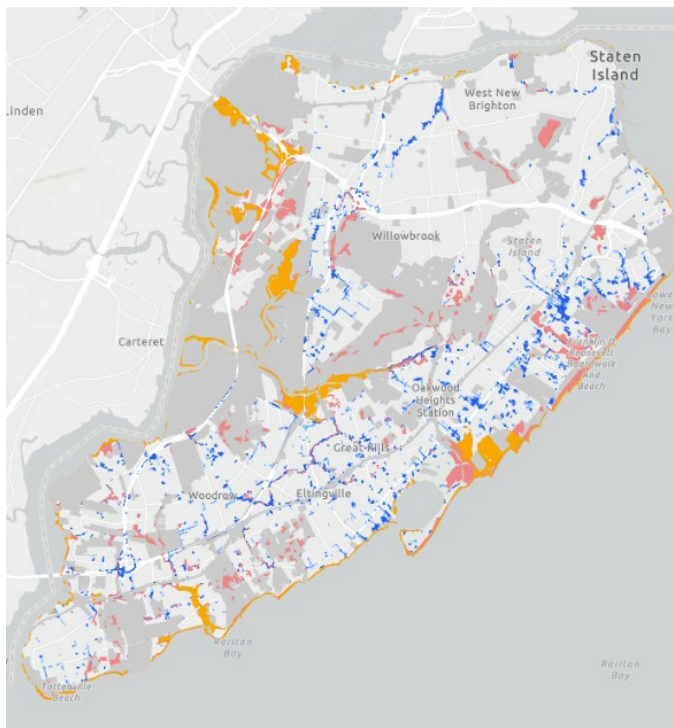 Staten
Island
Linden
West New
Brighton
Willowbrook
Staten
Island
Lower
New
York
Bay
Carteret
Franklin D
Roosevelt
Boardwalk
And
Beach
Oakwood
Heights
Station
Great Kills
Woodrow
Eltingville
Raritan
Bay
Raritan
Bay
Tottenville
Beach